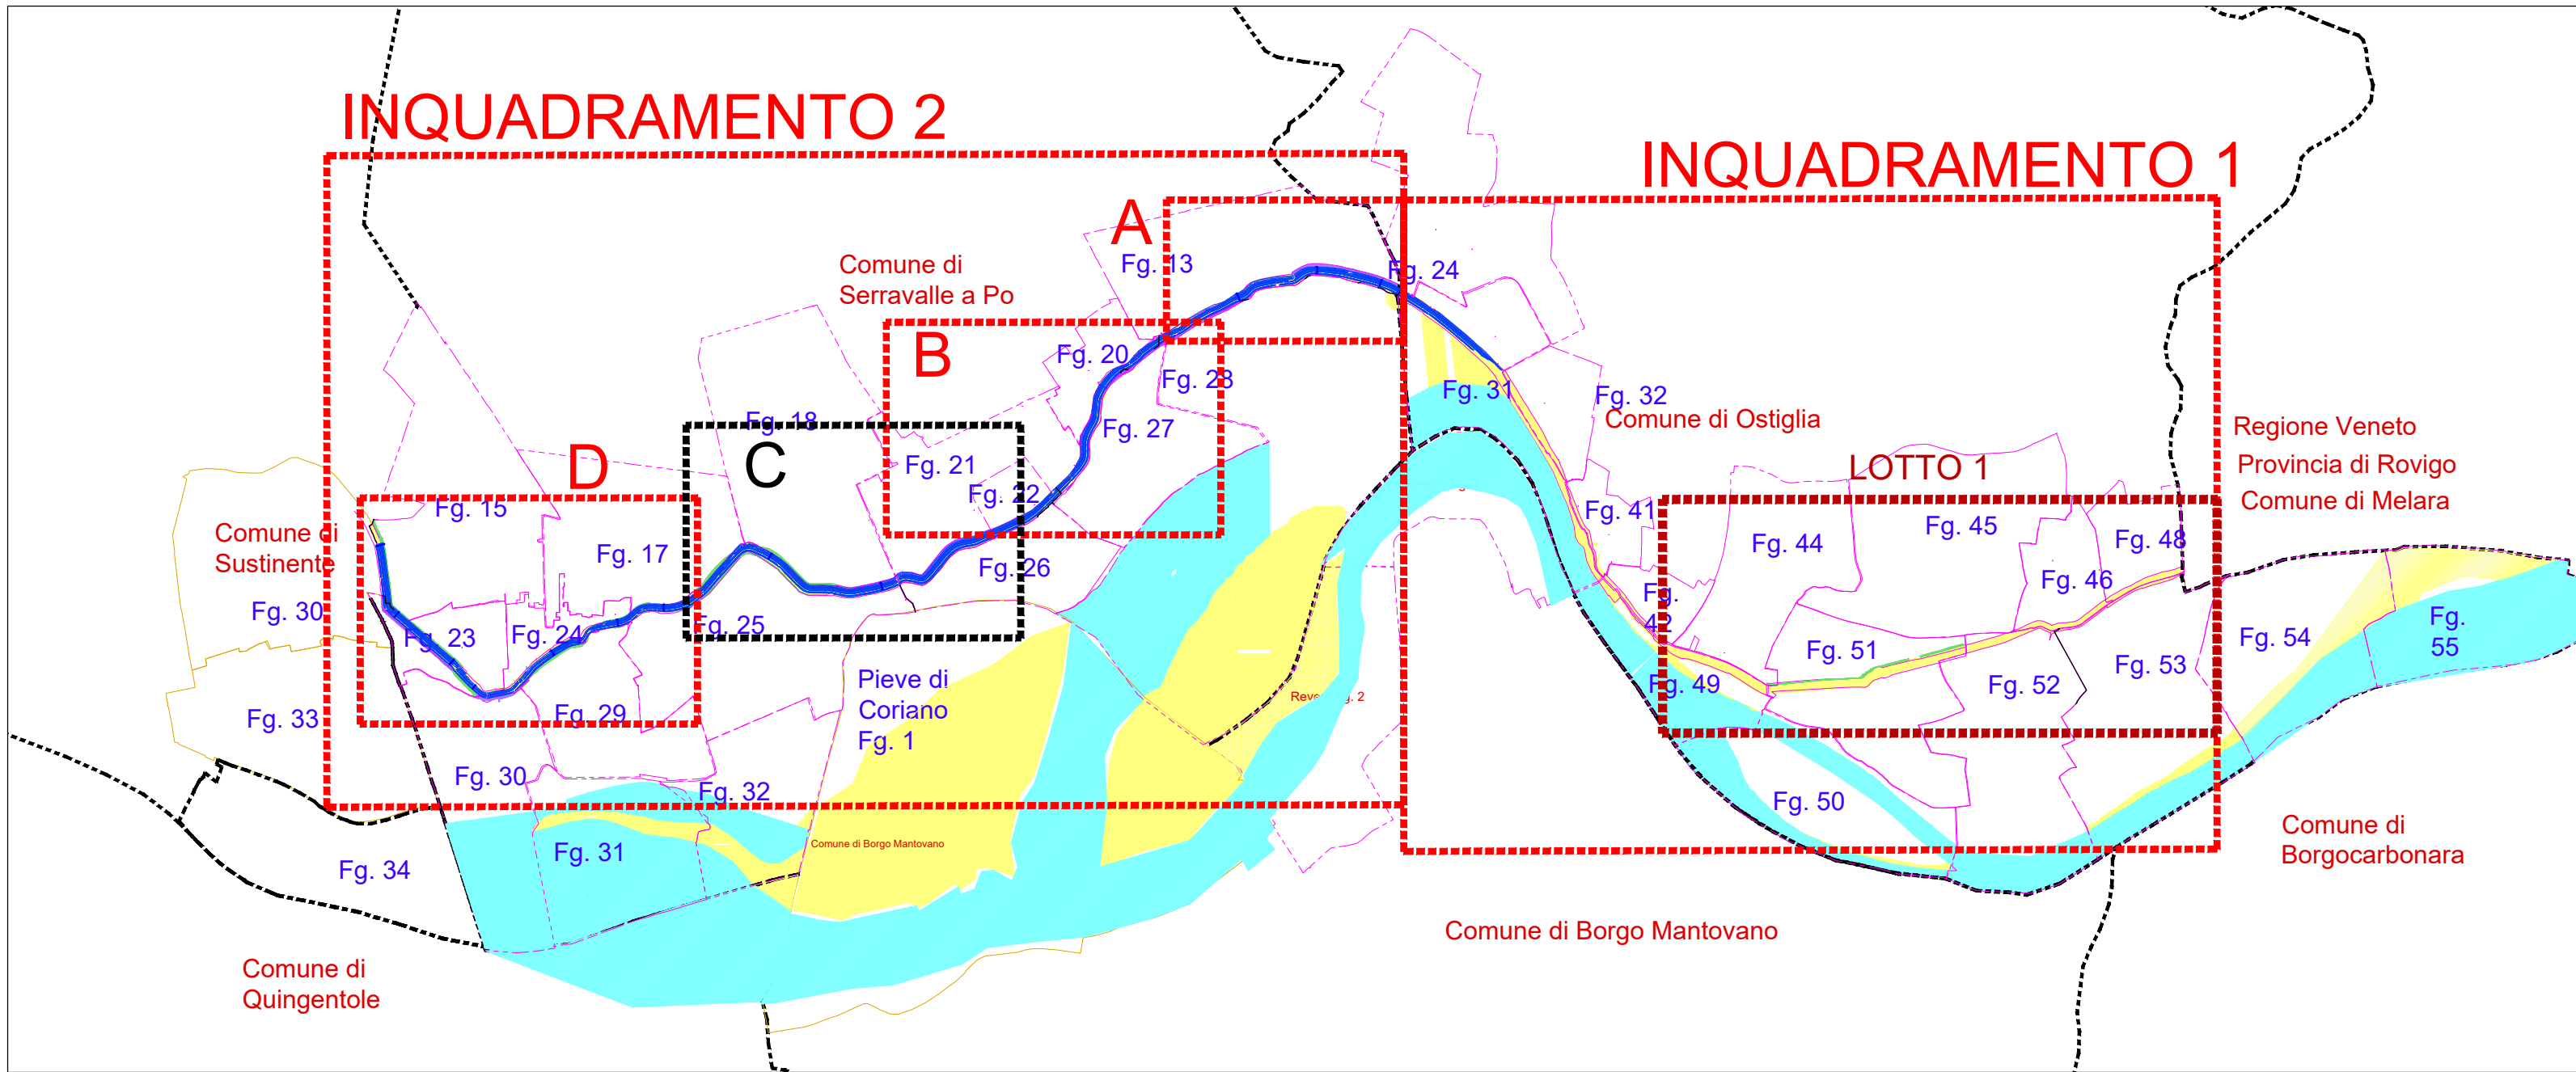 INQUADRAMENTO 2
INQUADRAMENTO 1
A
Comune di
Serravalle a Po
Fg. 13
Fg. 24
B
Fg. 20
Fg. 28
Fg. 31
Fg. 32
Comune di Ostiglia
Fg. 18
Fg. 27
Regione Veneto
Provincia di Rovigo
Comune di Melara
D
C
Fg. 21
Fg. 22
LOTTO 1
Fg. 15
Fg. 41
Fg. 45
Comune di
Sustinente
Fg. 17
Fg. 44
Fg. 48
Fg. 26
Fg. 46
Fg. 30
Fg.
42
Fg. 23
Fg. 24
Fg. 25
Fg. 51
Fg. 53
Fg. 54
Fg.
55
Fg. 33
Fg. 29
Pieve di
Coriano
Fg. 1
Fg. 49
Fg. 52
Fg. 30
Fg. 32
Fg. 50
Comune di Borgo Mantovano
Fg. 31
Fg. 34
Comune di
Borgocarbonara
Comune di Borgo Mantovano
Comune di
Quingentole